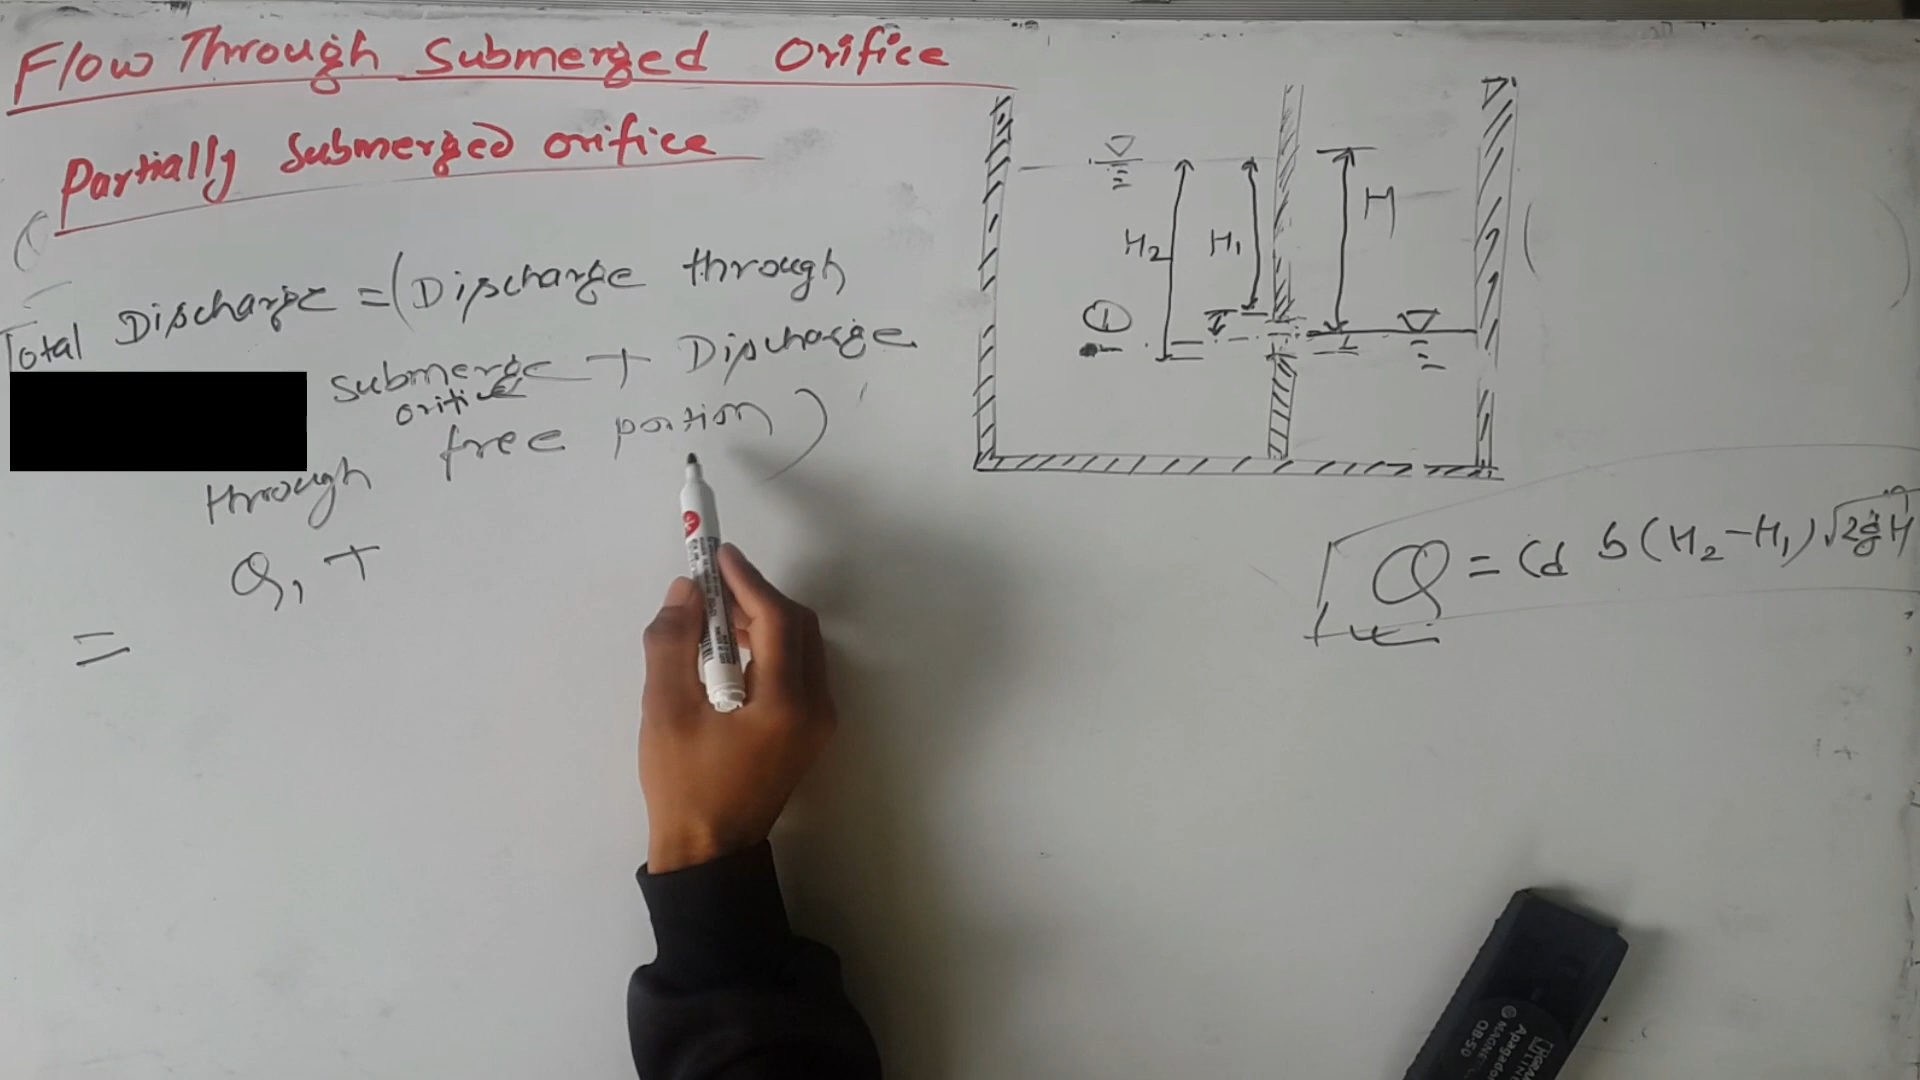 Flow Through Submerged Orifice
Partially Submerged orifice
Total Discharge = (Discharge through
submerge + Discharge
orifice
through free portion)
= Q₁ +
H₂ H₁ H
1
Q = Cd b (H₂ - H₁) √2gH